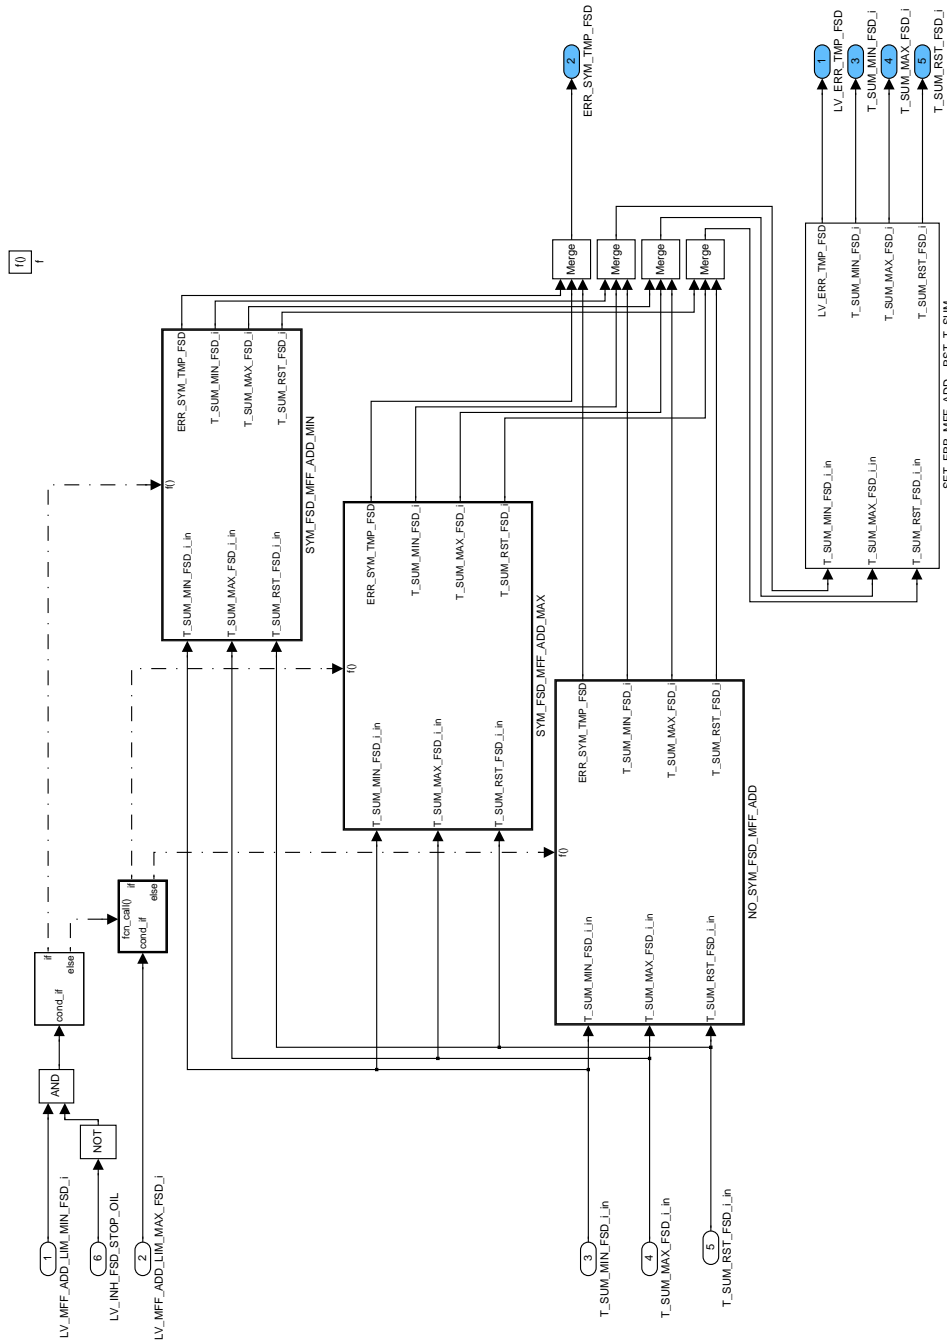 f()
f
1
LV_MFF_ADD_LIM_MIN_FSD_i
6
LV_INH_FSD_STOP_OIL
2
LV_MFF_ADD_LIM_MAX_FSD_i
NOT
AND
cond_if
if
else
fcn_call()
cond_if
if
else
3
T_SUM_MIN_FSD_i_in
4
T_SUM_MAX_FSD_i_in
5
T_SUM_RST_FSD_i_in
f()
T_SUM_MIN_FSD_i_in
T_SUM_MAX_FSD_i_in
T_SUM_RST_FSD_i_in
ERR_SYM_TMP_FSD
T_SUM_MIN_FSD_i
T_SUM_MAX_FSD_i
T_SUM_RST_FSD_i
SYM_FSD_MFF_ADD_MIN
f()
T_SUM_MIN_FSD_i_in
T_SUM_MAX_FSD_i_in
T_SUM_RST_FSD_i_in
ERR_SYM_TMP_FSD
T_SUM_MIN_FSD_i
T_SUM_MAX_FSD_i
T_SUM_RST_FSD_i
SYM_FSD_MFF_ADD_MAX
f()
T_SUM_MIN_FSD_i_in
T_SUM_MAX_FSD_i_in
T_SUM_RST_FSD_i_in
ERR_SYM_TMP_FSD
T_SUM_MIN_FSD_i
T_SUM_MAX_FSD_i
T_SUM_RST_FSD_i
NO_SYM_FSD_MFF_ADD
Merge
Merge
Merge
Merge
2
ERR_SYM_TMP_FSD
T_SUM_MIN_FSD_i_in
T_SUM_MAX_FSD_i_in
T_SUM_RST_FSD_i_in
LV_ERR_TMP_FSD
T_SUM_MIN_FSD_i
T_SUM_MAX_FSD_i
T_SUM_RST_FSD_i
1
LV_ERR_TMP_FSD
3
T_SUM_MIN_FSD_i
4
T_SUM_MAX_FSD_i
5
T_SUM_RST_FSD_i